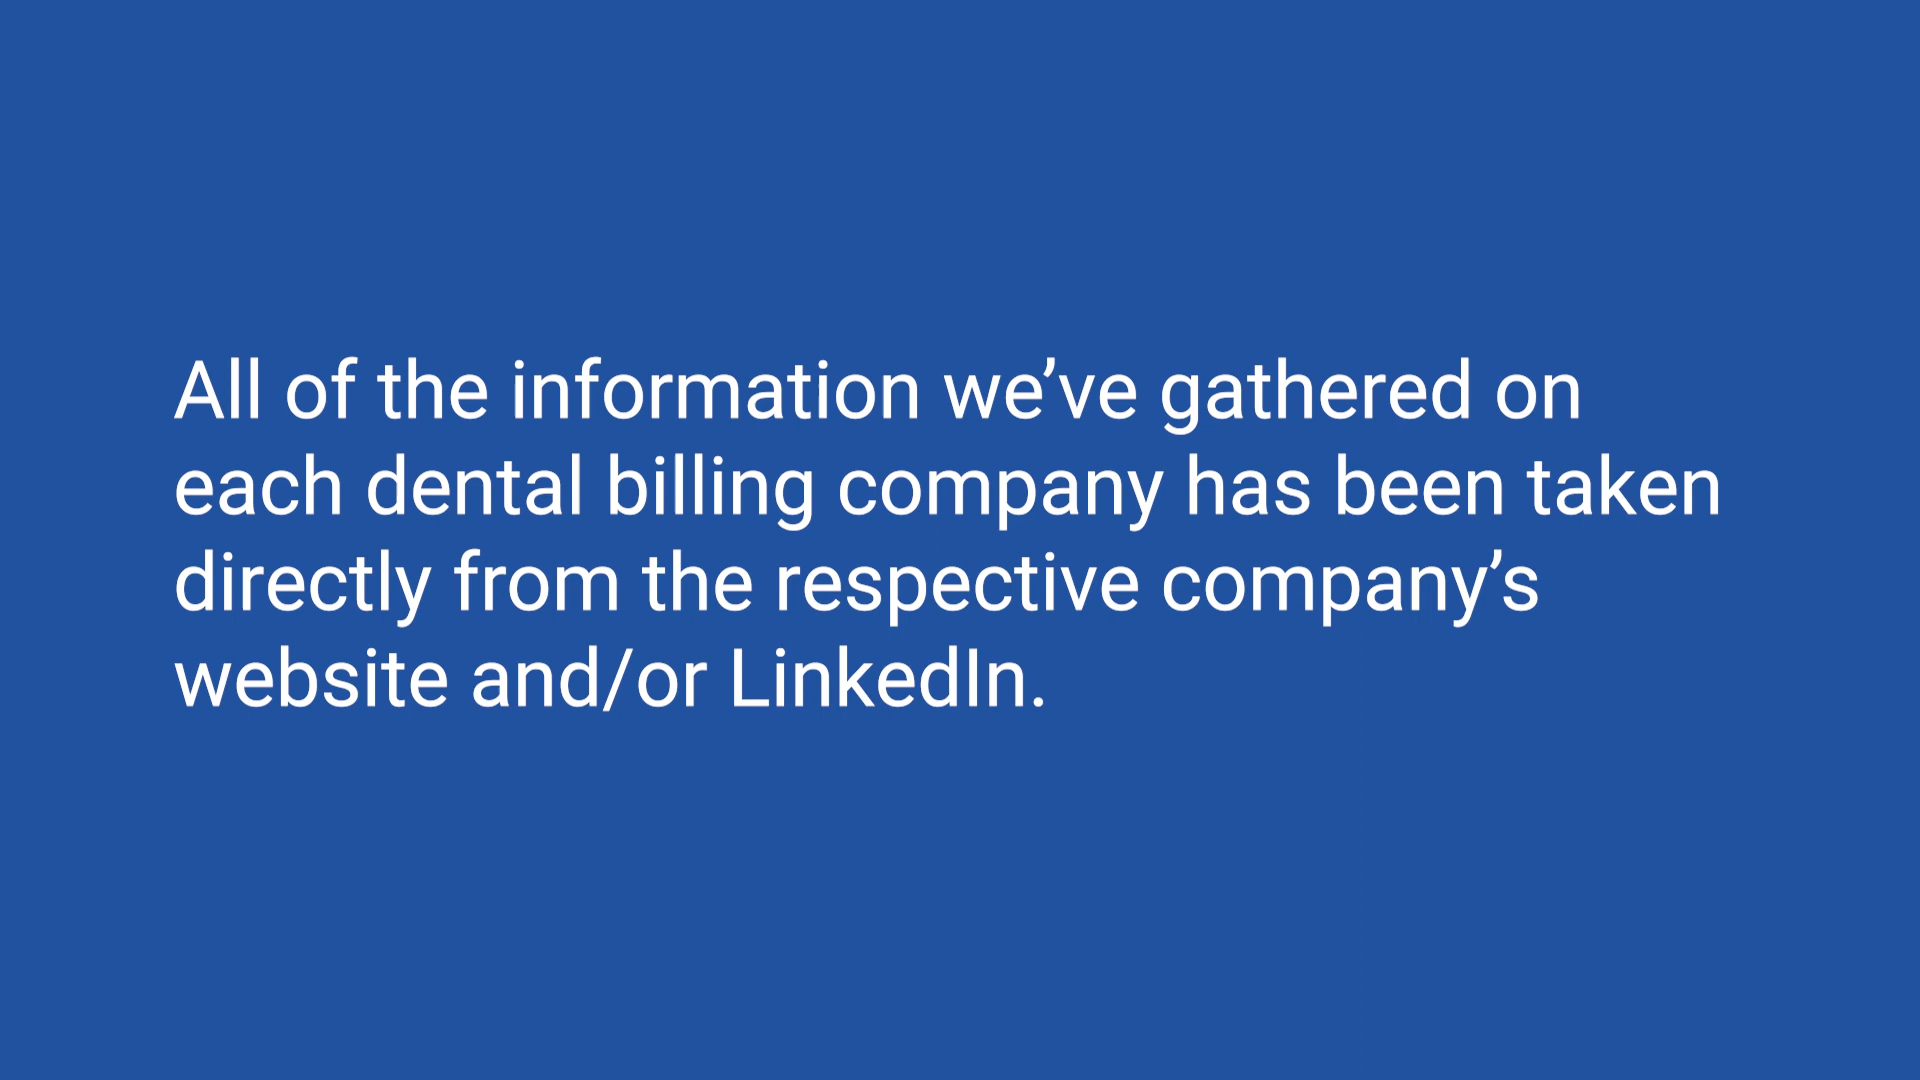 All of the information we’ve gathered on
each dental billing company has been taken
directly from the respective company’s
website and/or LinkedIn.